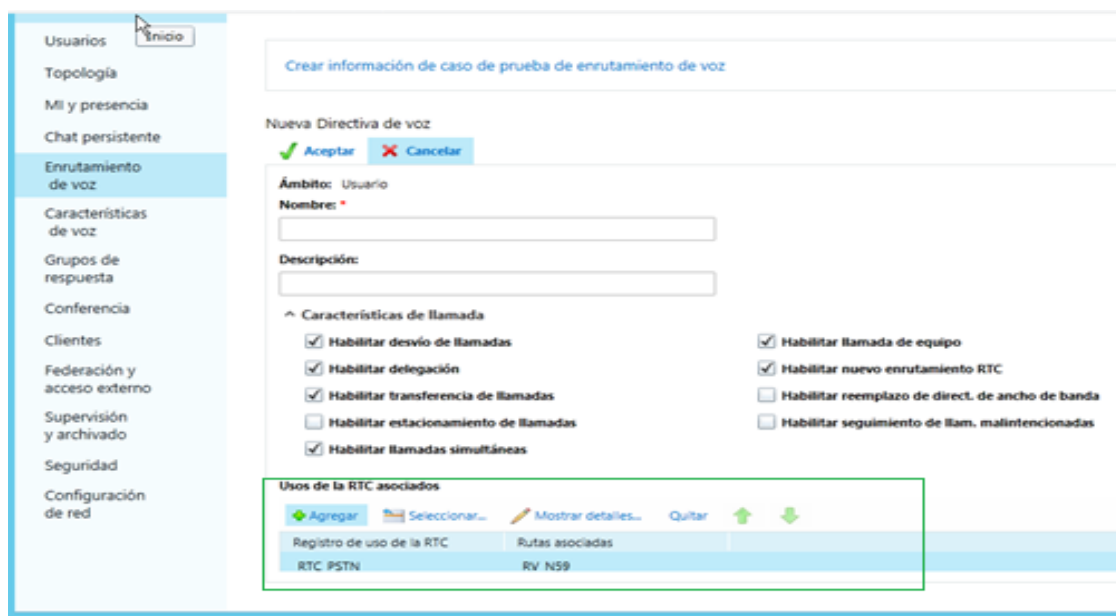 Inicio
Usuarios
Topología
MI y presencia
Chat persistente
Enrutamiento
de voz
Características
de voz
Grupos de
respuesta
Conferencia
Clientes
Federación y
acceso externo
Supervisión
y archivado
Seguridad
Configuración
de red
Crear información de caso de prueba de enrutamiento de voz
Nueva Directiva de voz
Aceptar Cancelar
Ámbito: Usuario
Nombre: *
Descripción:
Características de llamada
Habilitar desvío de llamadas
Habilitar delegación
Habilitar transferencia de llamadas
Habilitar estacionamiento de llamadas
Habilitar llamadas simultáneas
Habilitar llamada de equipo
Habilitar nuevo enrutamiento RTC
Habilitar reemplazo de direct. de ancho de banda
Habilitar seguimiento de llam. malintencionadas
Usos de la RTC asociados
Agregar Seleccionar... Mostrar detalles... Quitar
Registro de uso de la RTC Rutas asociadas
RTC PSTN RV N59